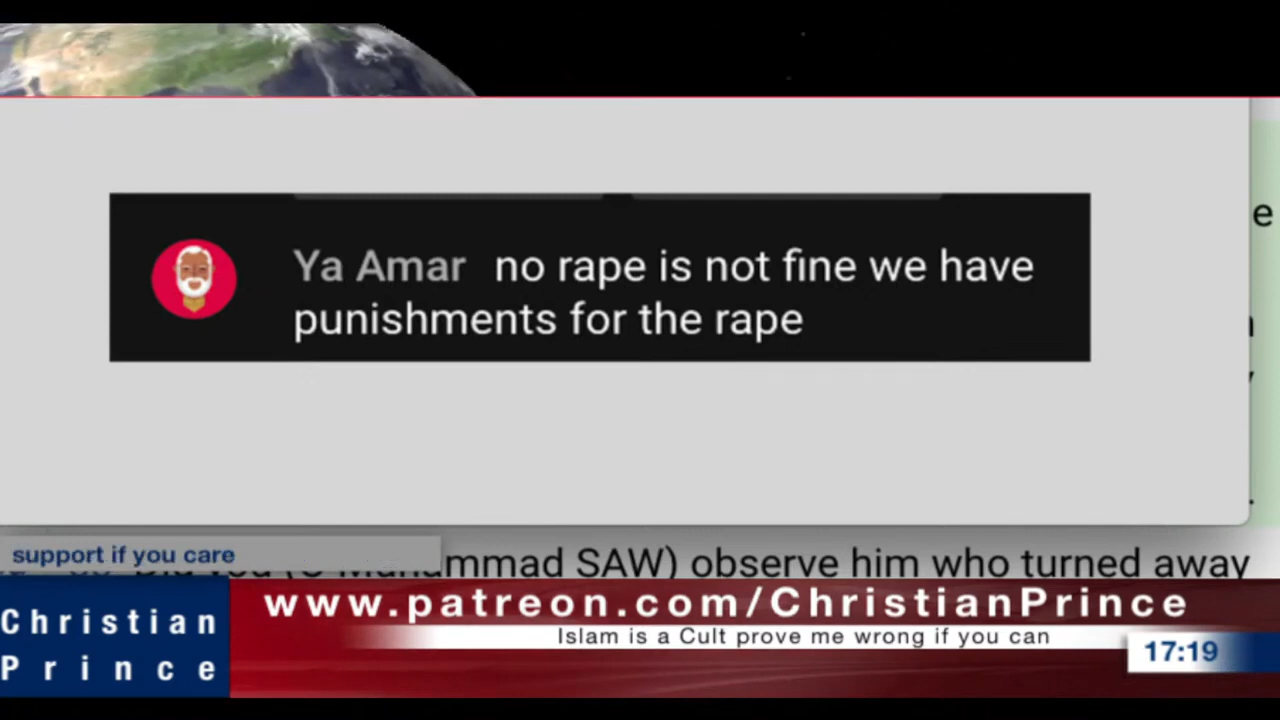 Ya Amar no rape is not fine we have
punishments for the rape
e
support if you care
(O Muhammad SAW) observe him who turned away
Christian
Prince
www.patreon.com/ChristianPrince
Islam is a Cult prove me wrong if you can
17:19